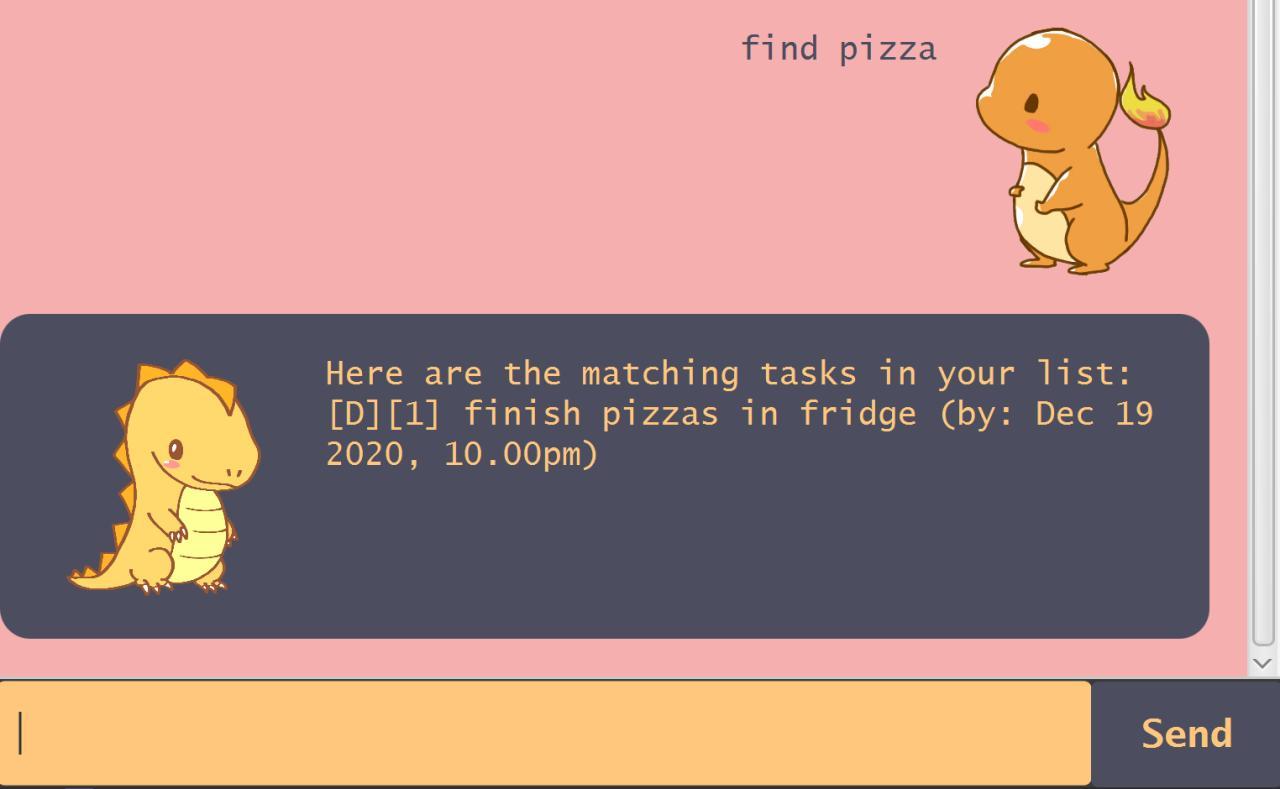 find pizza
Here are the matching tasks in your list:
[D][1] finish pizzas in fridge (by: Dec 19
2020, 10.00pm)
Send